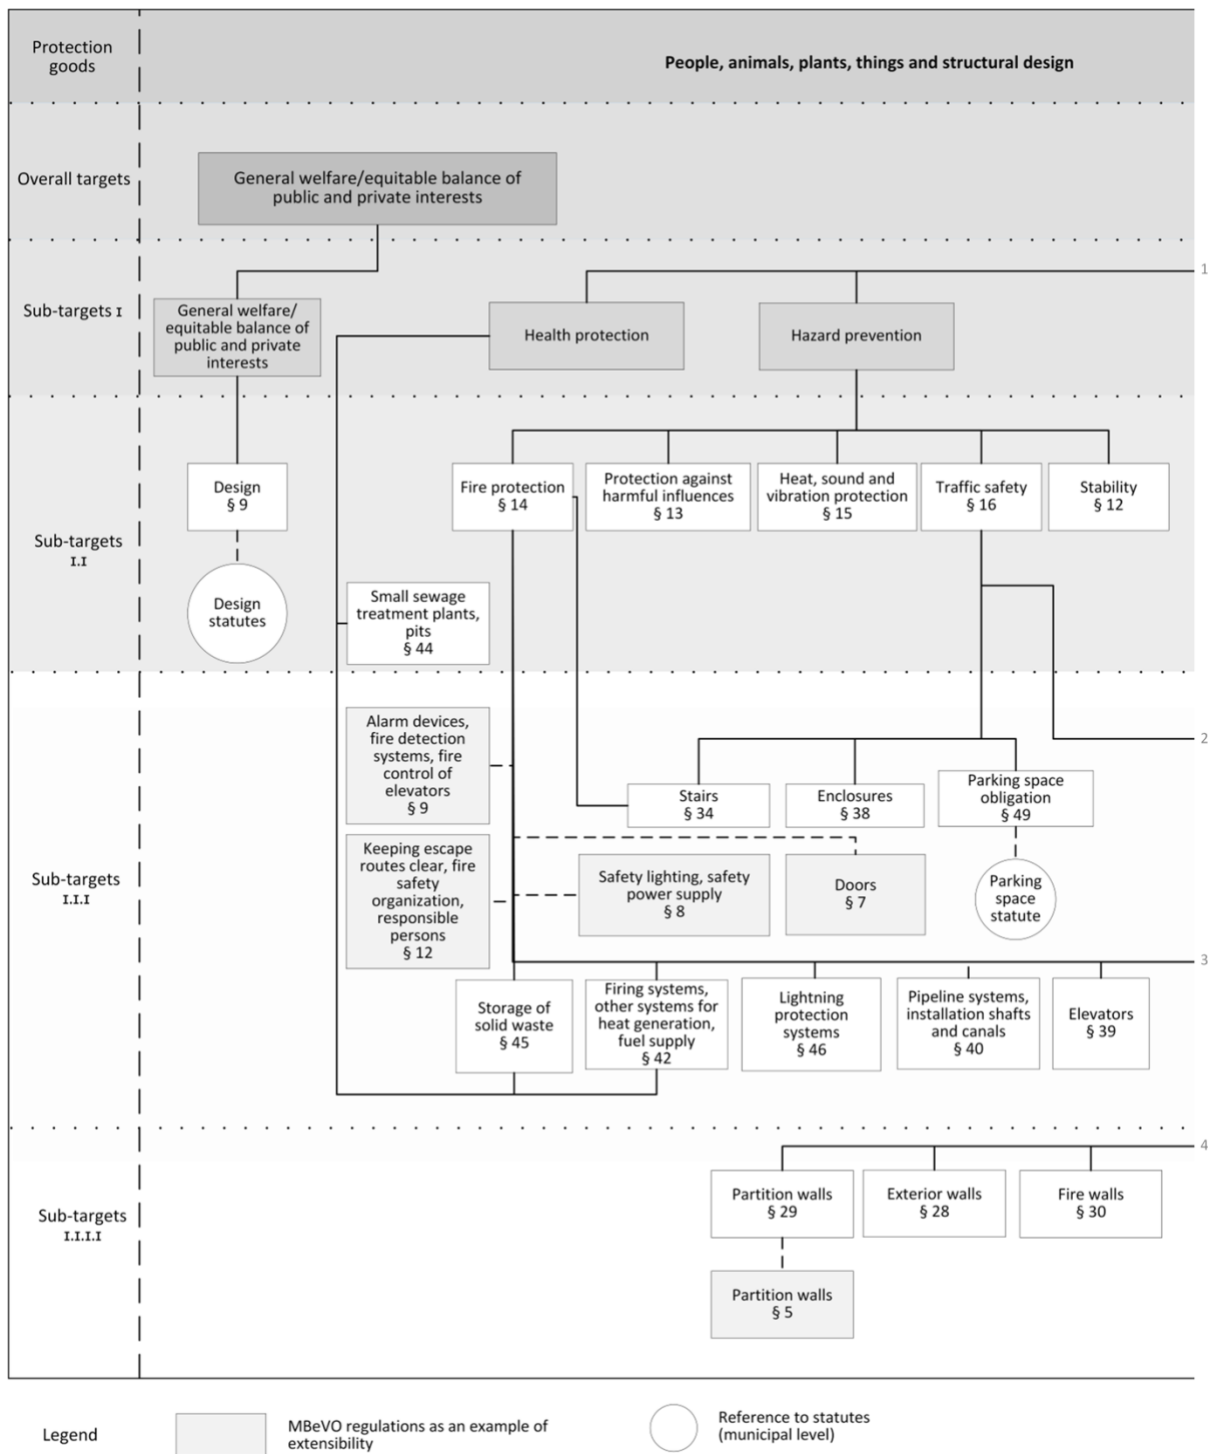 Protection
goods
People, animals, plants, things and structural design
Overall targets
General welfare/equitable balance of
public and private interests
1
Sub-targets I
General welfare/
equitable balance of
public and private
interests
Health protection
Hazard prevention
Sub-targets
I.I
Design
§ 9
Fire protection
§ 14
Protection against
harmful influences
§ 13
Heat, sound and
vibration protection
§ 15
Traffic safety
§ 16
Stability
§ 12
Design
statutes
Small sewage
treatment plants,
pits
§ 44
2
Sub-targets
I.I.I
Alarm devices,
fire detection
systems, fire
control of
elevators
§ 9
Stairs
§ 34
Enclosures
§ 38
Parking space
obligation
§ 49
Keeping escape
routes clear, fire
safety
organization,
responsible
persons
§ 12
Safety lighting, safety
power supply
§ 8
Doors
§ 7
Parking
space
statute
3
Storage of
solid waste
§ 45
Firing systems,
other systems for
heat generation,
fuel supply
§ 42
Lightning
protection
systems
§ 46
Pipeline systems,
installation shafts
and canals
§ 40
Elevators
§ 39
4
Sub-targets
I.I.I.I
Partition walls
§ 29
Exterior walls
§ 28
Fire walls
§ 30
Partition walls
§ 5
Legend
MBeVO regulations as an example of
extensibility
Reference to statutes
(municipal level)